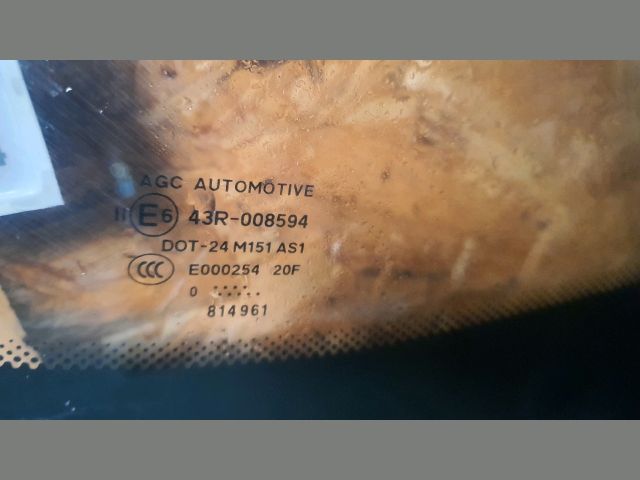 AGC AUTOMOTIVE
II E6 43R-008594
DOT-24 M151 AS1
CCC E000254 20F
0 ...........
814961